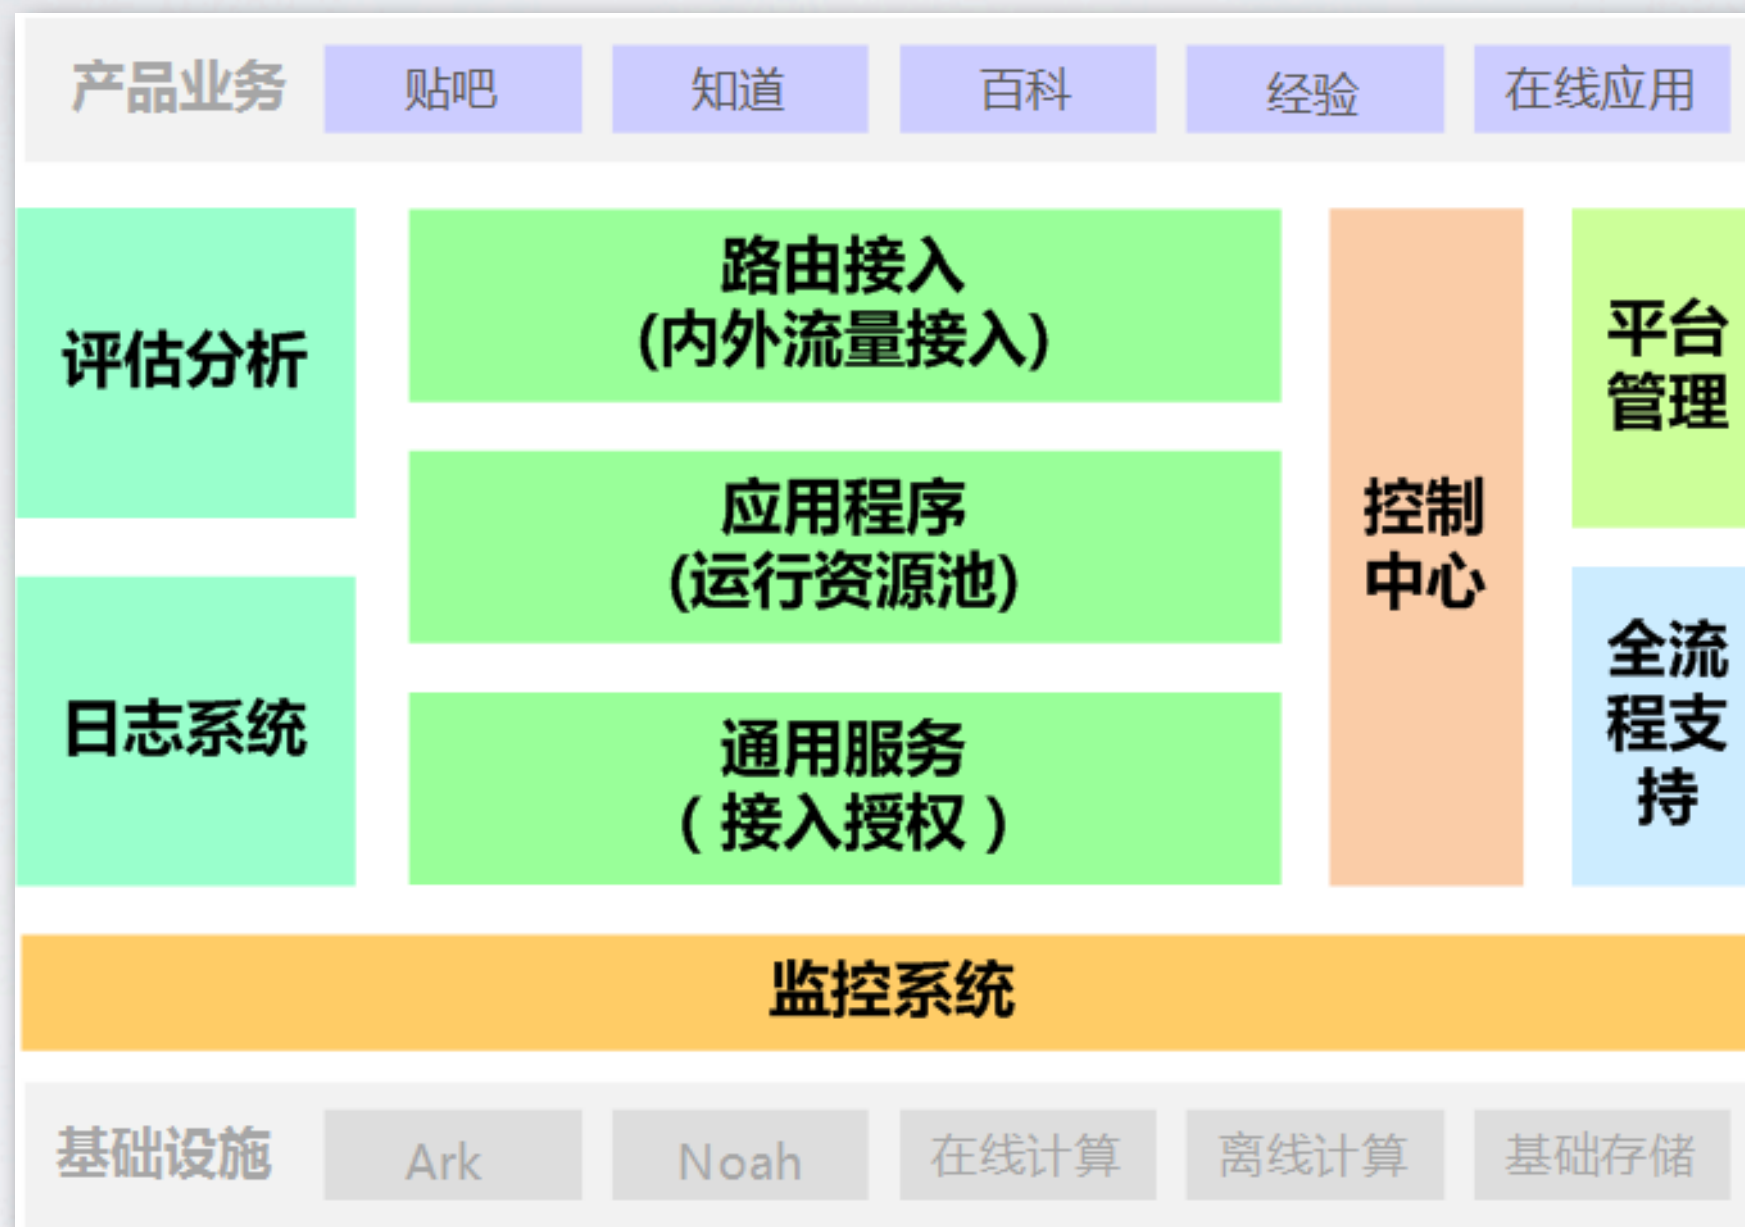 产品业务
贴吧
知道
百科
经验
在线应用
评估分析
日志系统
路由接入
(内外流量接入)
应用程序
(运行资源池)
通用服务
( 接入授权 )
控制
中心
平台
管理
全流
程支
持
监控系统
基础设施
Ark
Noah
在线计算
离线计算
基础存储